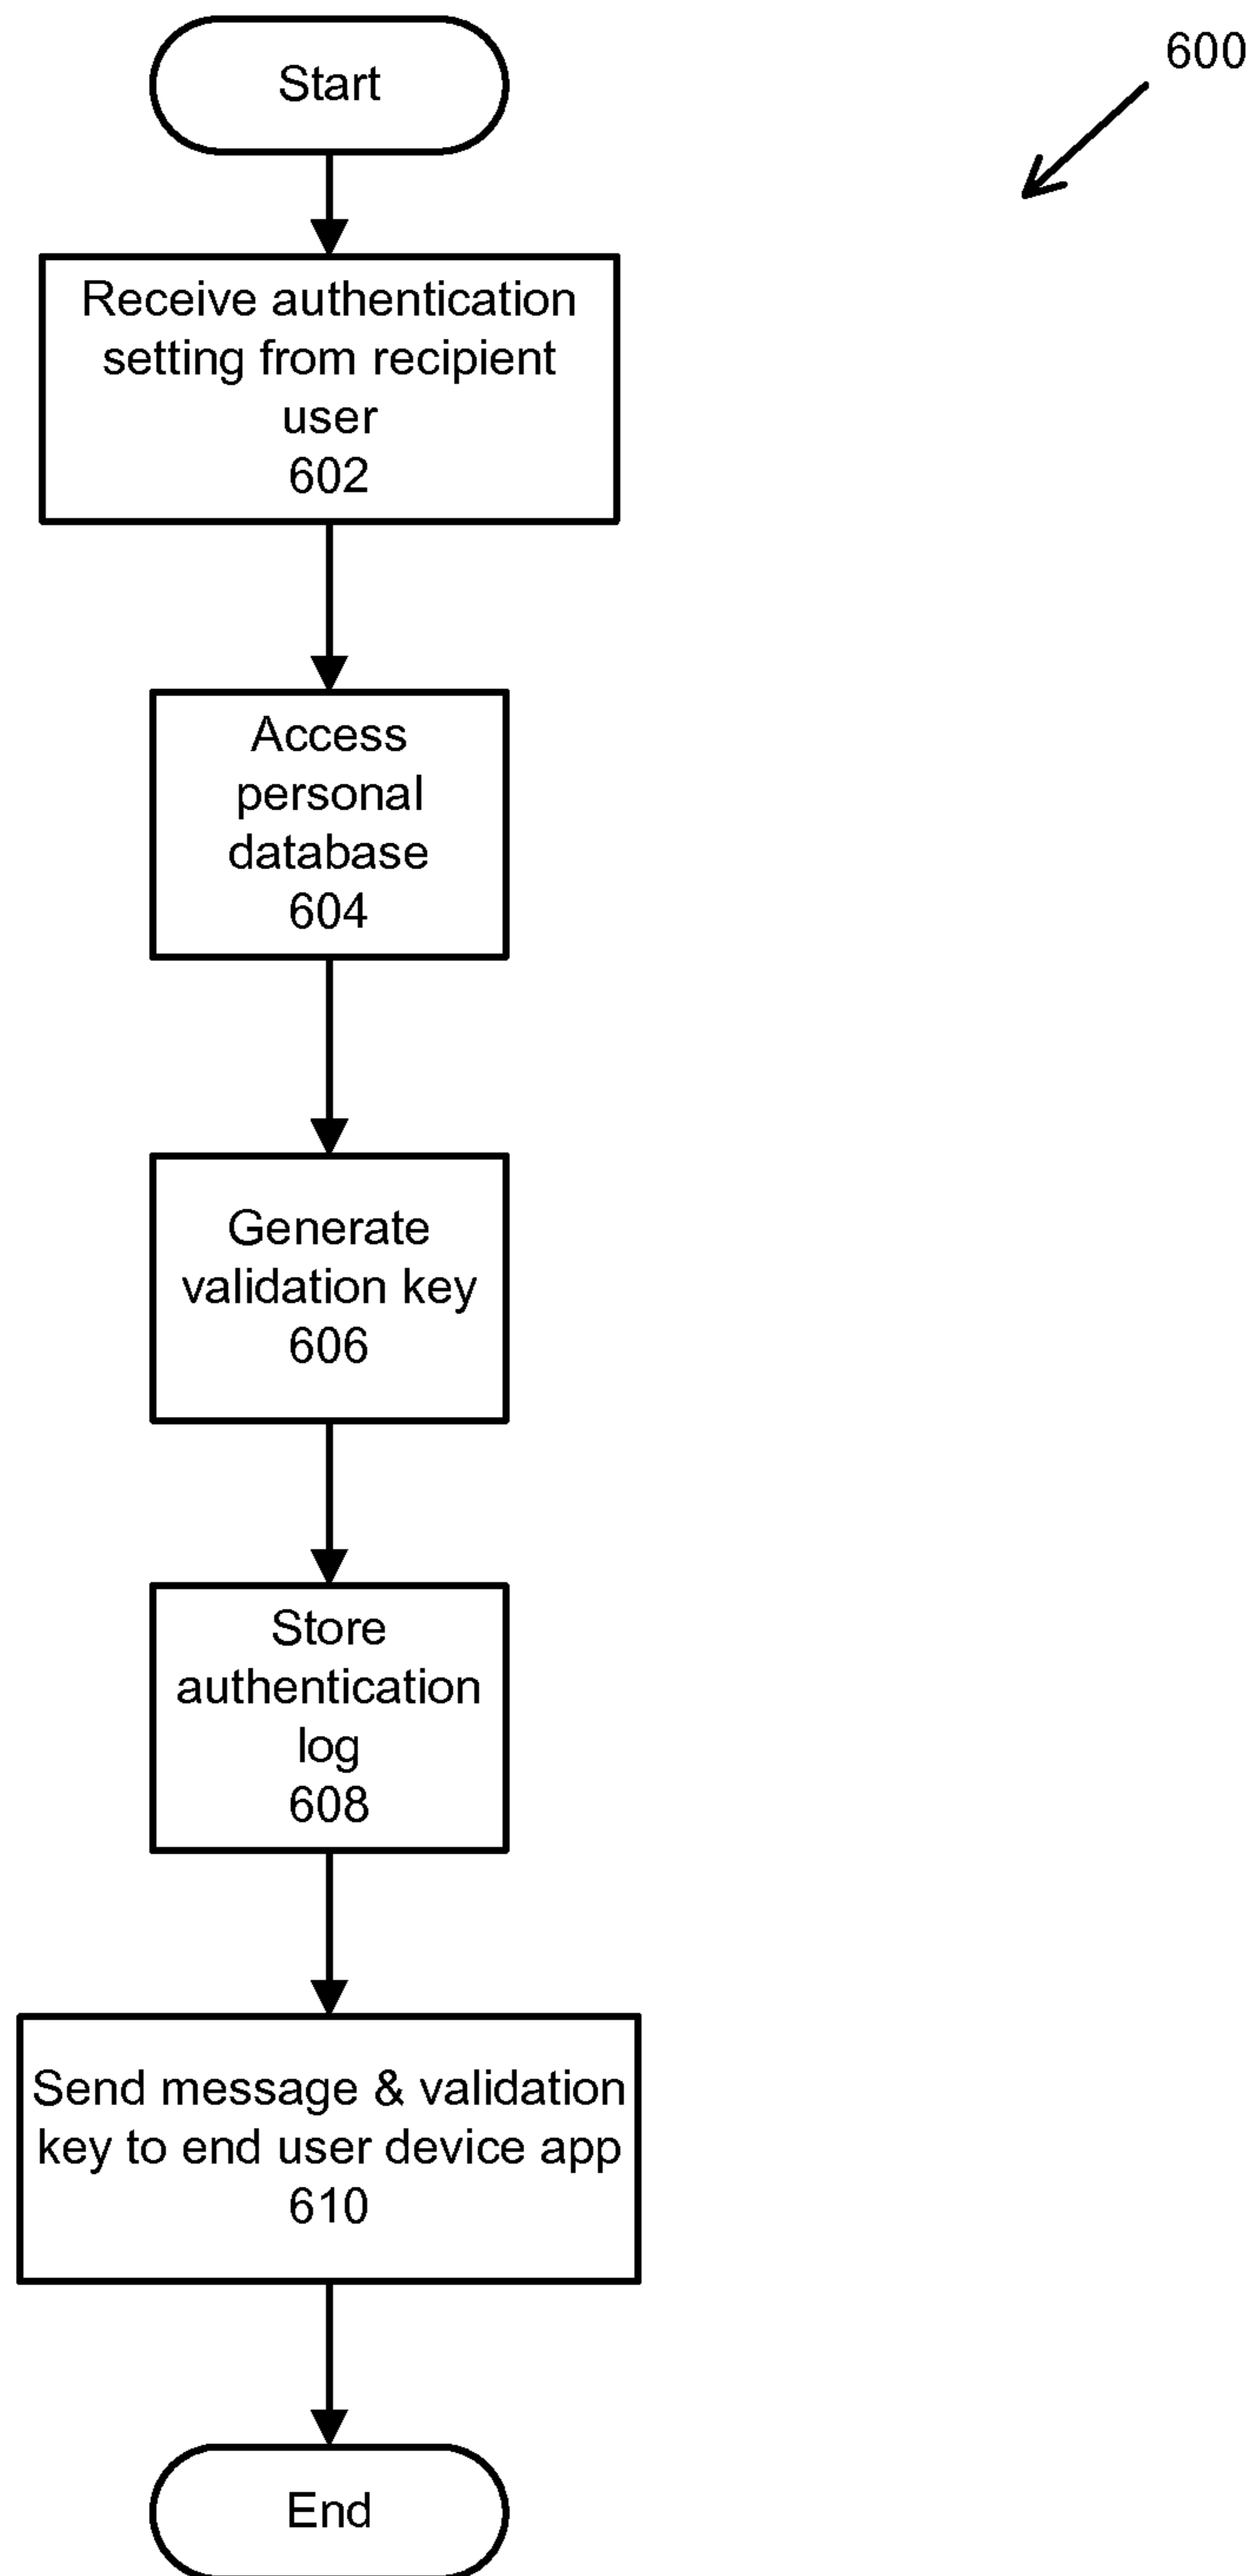 Start
600
Receive authentication
setting from recipient
user
602
Access
personal
database
604
Generate
validation key
606
Store
authentication
log
608
Send message & validation
key to end user device app
610
End